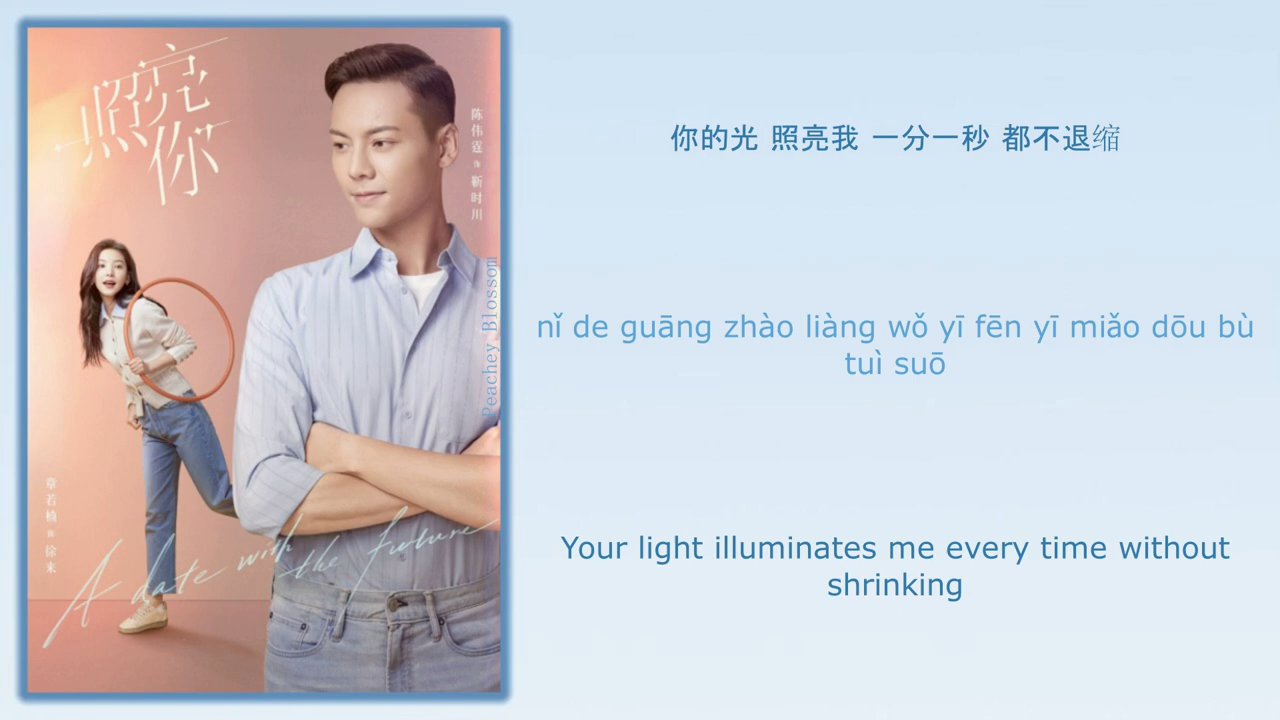 照亮
你
陈伟霆 饰 靳时川
章若楠 饰 徐来
A date with the future
Peachey Blossom
你的光 照亮我 一分一秒 都不退缩
nǐ de guāng zhào liàng wǒ yī fēn yī miǎo dōu bù
tuì suō
Your light illuminates me every time without
shrinking